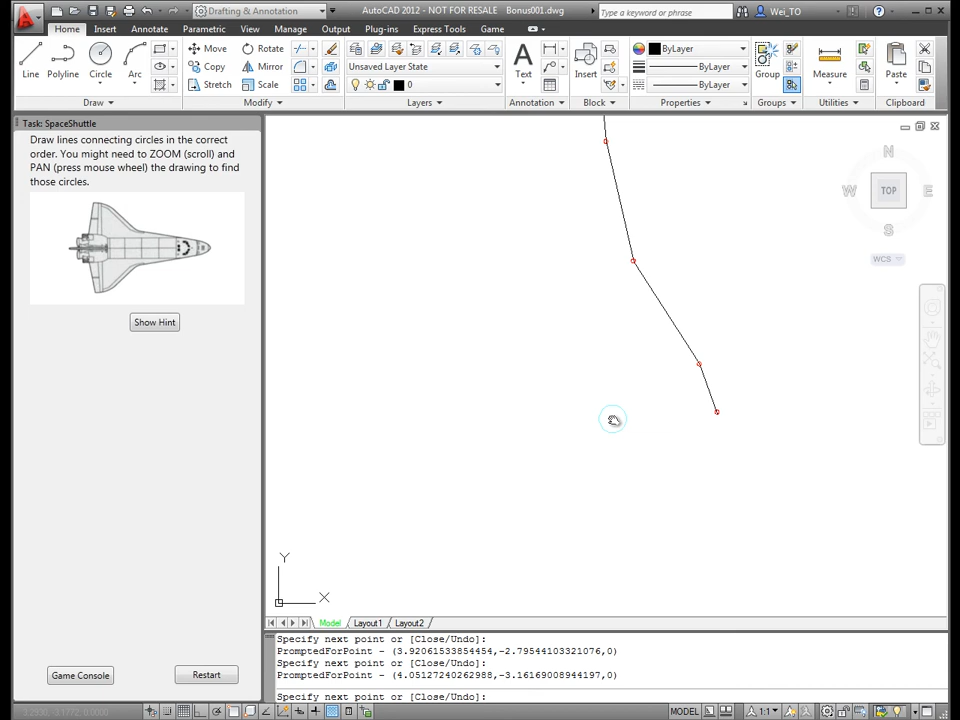 Drafting & Annotation
AutoCAD 2012 - NOT FOR RESALE Bonus001.dwg
Type a keyword or phrase
Wei_TO
Home Insert Annotate Parametric View Manage Output Plug-ins Express Tools Game
Line Polyline Circle Arc
Move Rotate
Copy Mirror
Stretch Scale
Unsaved Layer State
0
Text
Insert
ByLayer
ByLayer
ByLayer
Group
Measure
Paste
Draw Modify Layers Annotation Block Properties Groups Utilities Clipboard
Task: SpaceShuttle
Draw lines connecting circles in the correct
order. You might need to ZOOM (scroll) and
PAN (press mouse wheel) the drawing to find
those circles.
Show Hint
Game Console
Restart
N
W TOP E
S
WCS
Y
X
Model Layout1 Layout2
Specify next point or [Close/Undo]:
PromptedForPoint - (3.92061533854454,-2.79544103321076,0)
Specify next point or [Close/Undo]:
PromptedForPoint - (4.05127240262988,-3.16169008944197,0)
Specify next point or [Close/Undo]:
MODEL
1:1